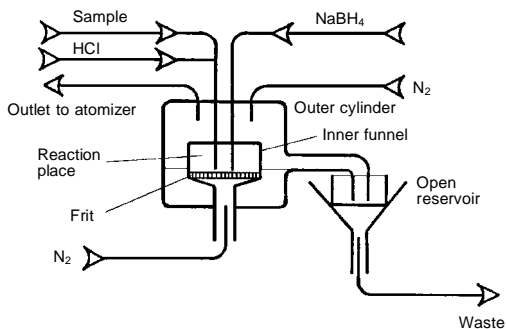 Sample
NaBH₄
HCl
N₂
Outlet to atomizer
Outer cylinder
Inner funnel
Reaction
place
Open
reservoir
Frit
N₂
Waste